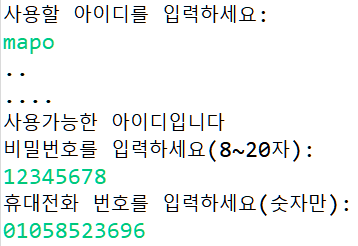 사용할 아이디를 입력하세요:
mapo
..
....
사용가능한 아이디입니다
비밀번호를 입력하세요(8~20자):
12345678
휴대전화 번호를 입력하세요(숫자만):
01058523696